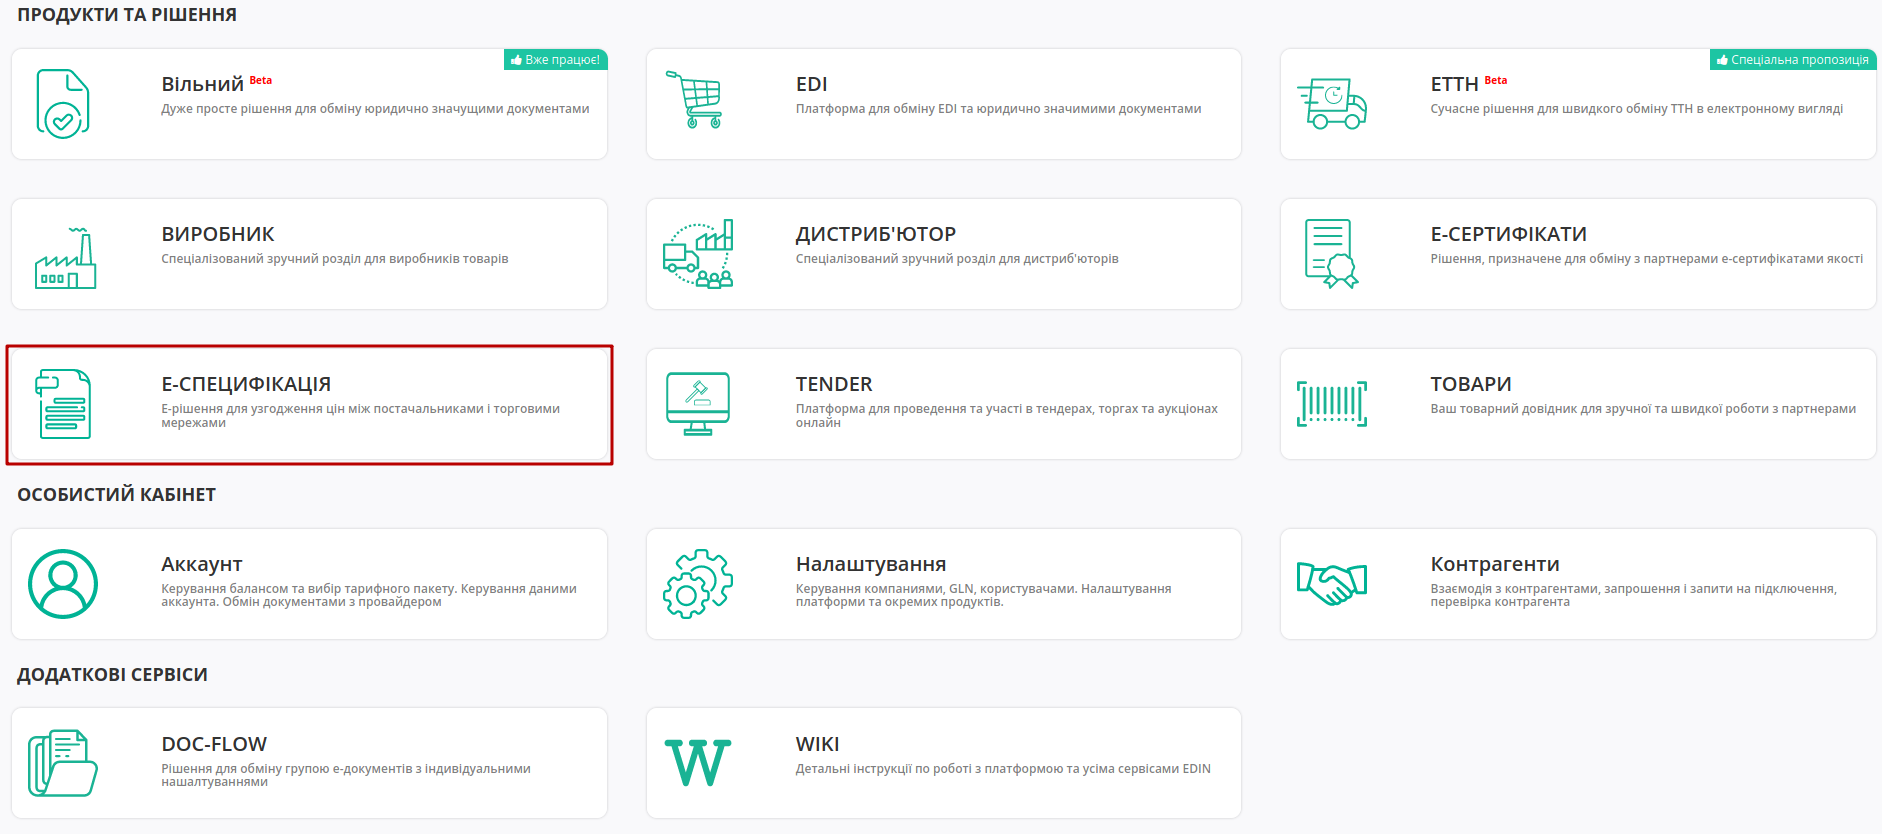 ПРОДУКТИ ТА РІШЕННЯ
Вже працює!
Вільний Beta
Дуже просте рішення для обміну юридично значущими документами
EDI
Платформа для обміну EDI та юридично значимими документами
Спеціальна пропозиція
ЕТТН Beta
Сучасне рішення для швидкого обміну ТТН в електронному вигляді
ВИРОБНИК
Спеціалізований зручний розділ для виробників товарів
ДИСТРИБ'ЮТОР
Спеціалізований зручний розділ для дистриб'юторів
Е-СЕРТИФІКАТИ
Рішення, призначене для обміну з партнерами е-сертифікатами якості
Е-СПЕЦИФІКАЦІЯ
Е-рішення для узгодження цін між постачальниками і торговими
мережами
TENDER
Платформа для проведення та участі в тендерах, торгах та аукціонах
онлайн
ТОВАРИ
Ваш товарний довідник для зручної та швидкої роботи з партнерами
ОСОБИСТИЙ КАБІНЕТ
Аккаунт
Керування балансом та вибір тарифного пакету. Керування даними
аккаунта. Обмін документами з провайдером
Налаштування
Керування компаніями, GLN, користувачами. Налаштування
платформи та окремих продуктів.
Контрагенти
Взаємодія з контрагентами, запрошення і запити на підключення,
перевірка контрагента
ДОДАТКОВІ СЕРВІСИ
DOC-FLOW
Рішення для обміну групою е-документів з індивідуальними
нашалтуваннями
W
WIKI
Детальні інструкції по роботі з платформою та усіма сервісами EDIN